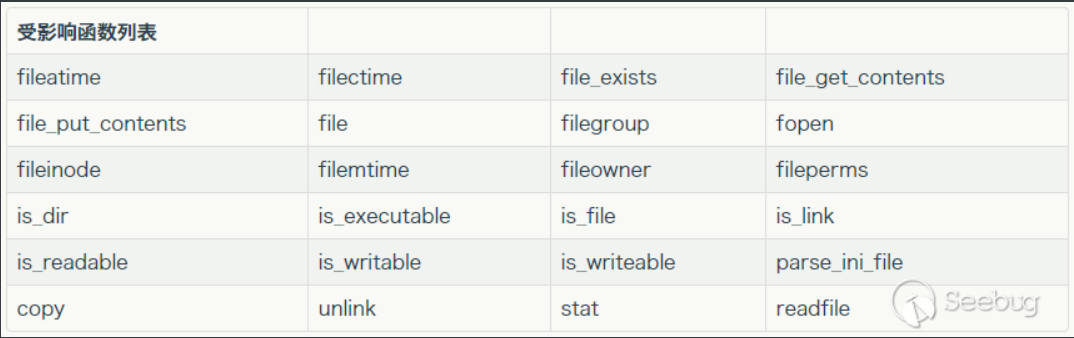 受影响函数列表
fileatime filectime file_exists file_get_contents
file_put_contents file filegroup fopen
fileinode filemtime fileowner fileperms
is_dir is_executable is_file is_link
is_readable is_writable is_writeable parse_ini_file
copy unlink stat readfile
Seebug